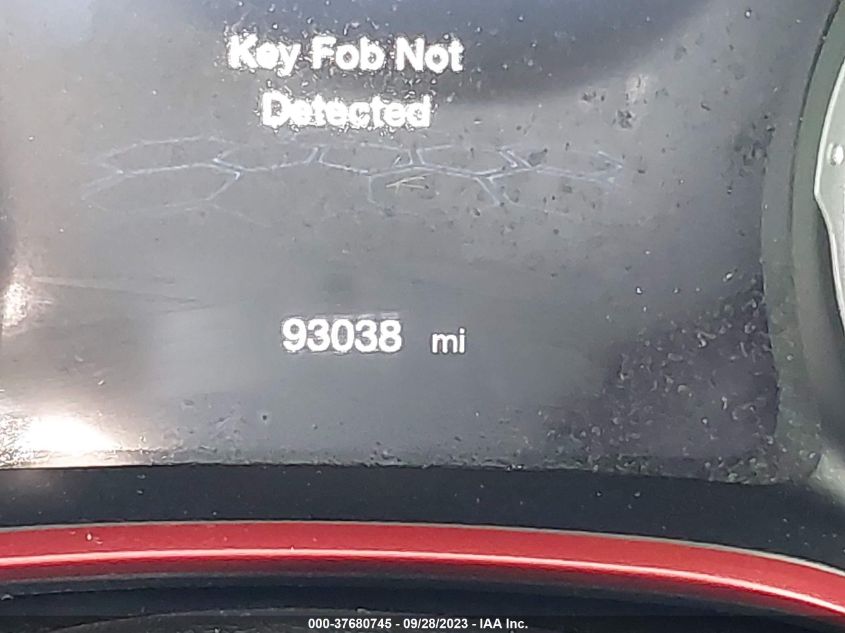 Key Fob Not
Detected
93038 mi
000-37680745 - 09/28/2023 - IAA Inc.